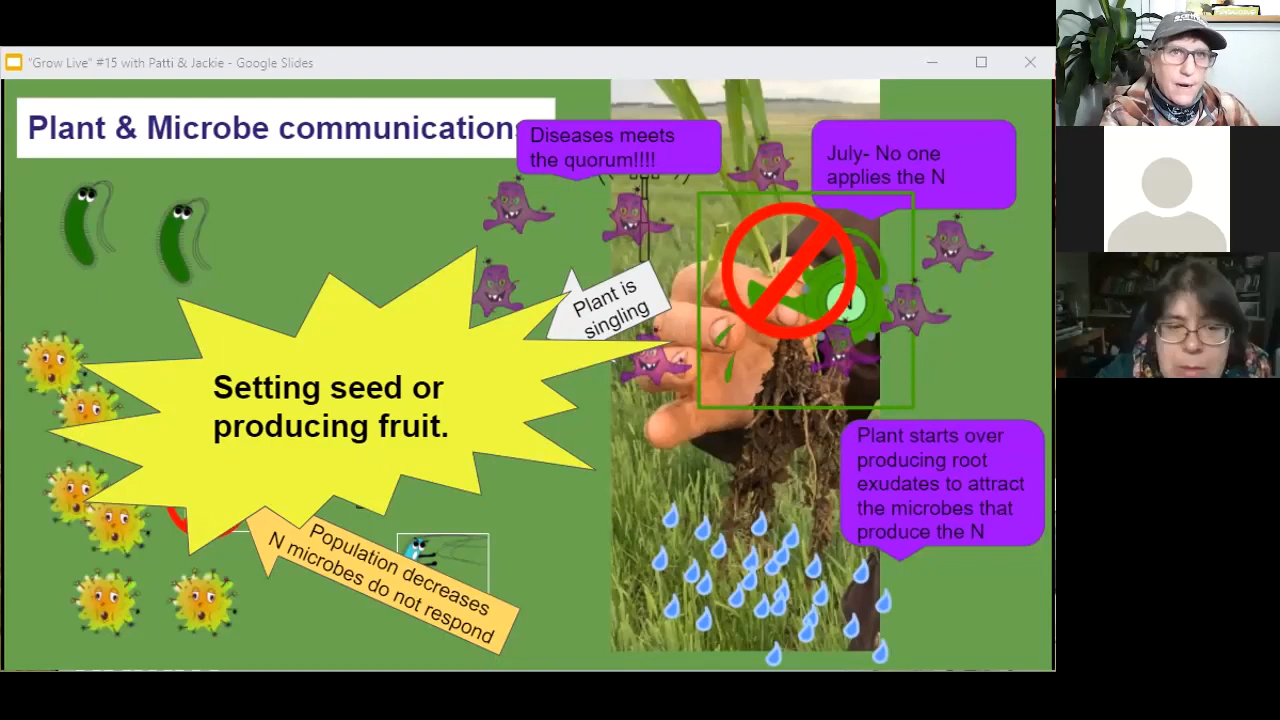 "Grow Live" #15 with Patti & Jackie - Google Slides
Plant & Microbe communication
Diseases meets
the quorum!!!!
July- No one
applies the N
Plant is
singling
N
Setting seed or
producing fruit.
Plant starts over
producing root
exudates to attract
the microbes that
produce the N
Population decreases
N microbes do not respond